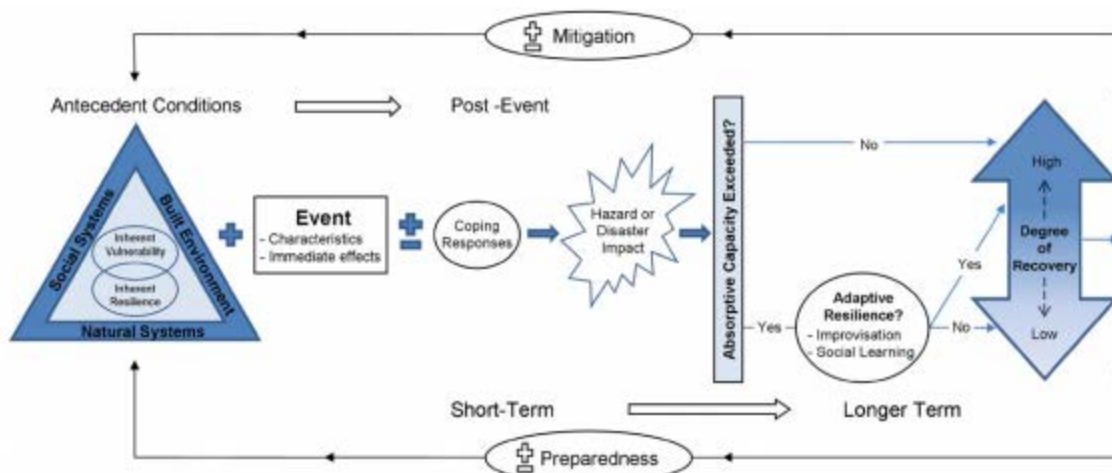 Mitigation
Antecedent Conditions
Post -Event
Social Systems
Built Environment
Natural Systems
Inherent
Vulnerability
Inherent
Resilience
Event
- Characteristics
- Immediate effects
Coping
Responses
Hazard or
Disaster
Impact
Absorptive Capacity Exceeded?
No
Yes
Adaptive
Resilience?
- Improvisation
- Social Learning
Yes
No
High
Degree
of
Recovery
Low
Short-Term
Longer Term
Preparedness